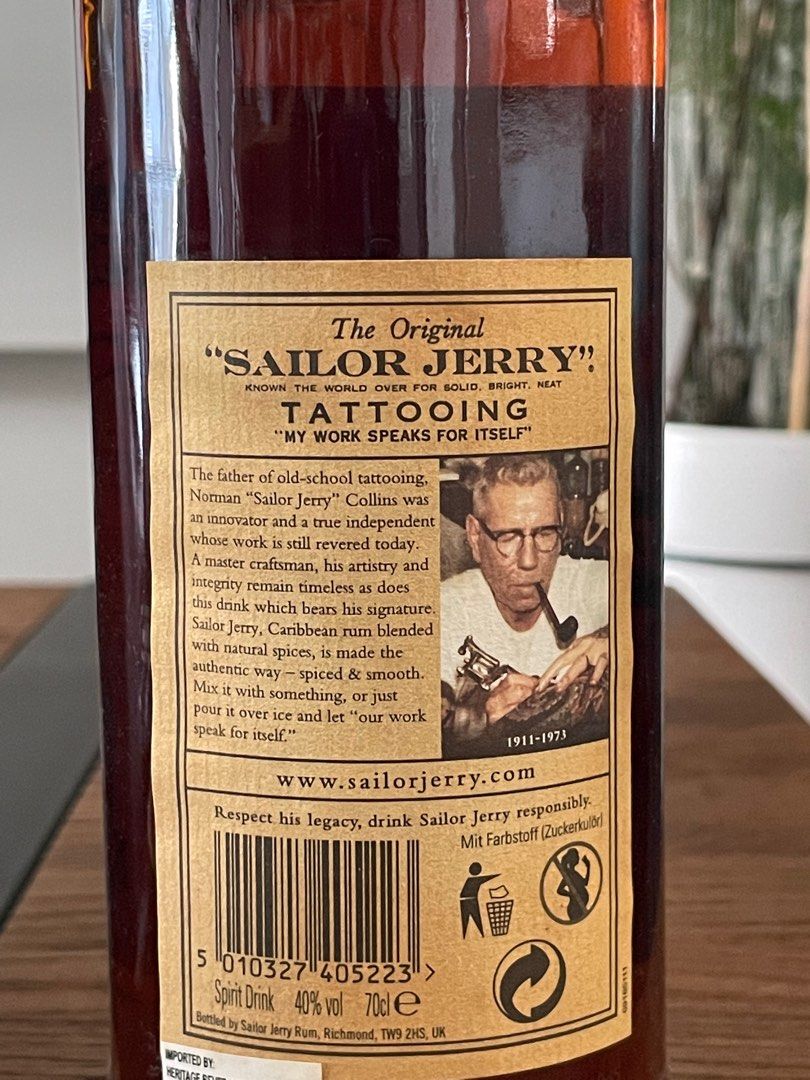 The Original
"SAILOR JERRY".
KNOWN THE WORLD OVER FOR SOLID, BRIGHT, NEAT
TATTOOING
"MY WORK SPEAKS FOR ITSELF"
The father of old-school tattooing,
Norman "Sailor Jerry" Collins was
an innovator and a true independent
whose work is still revered today.
A master craftsman, his artistry and
integrity remain timeless as does
this drink which bears his signature.
Sailor Jerry, Caribbean rum blended
with natural spices, is made the
authentic way – spiced & smooth.
Mix it with something, or just
pour it over ice and let "our work
speak for itself."
1911-1973
www.sailorjerry.com
Respect his legacy, drink Sailor Jerry responsibly.
Mit Farbstoff (Zuckerkulör)
5 010327 405223 >
Spirit Drink 40% vol 70cl e
Bottled by Sailor Jerry Rum, Richmond, TW9 2HS, UK
IMPORTED BY:
HERITAGE